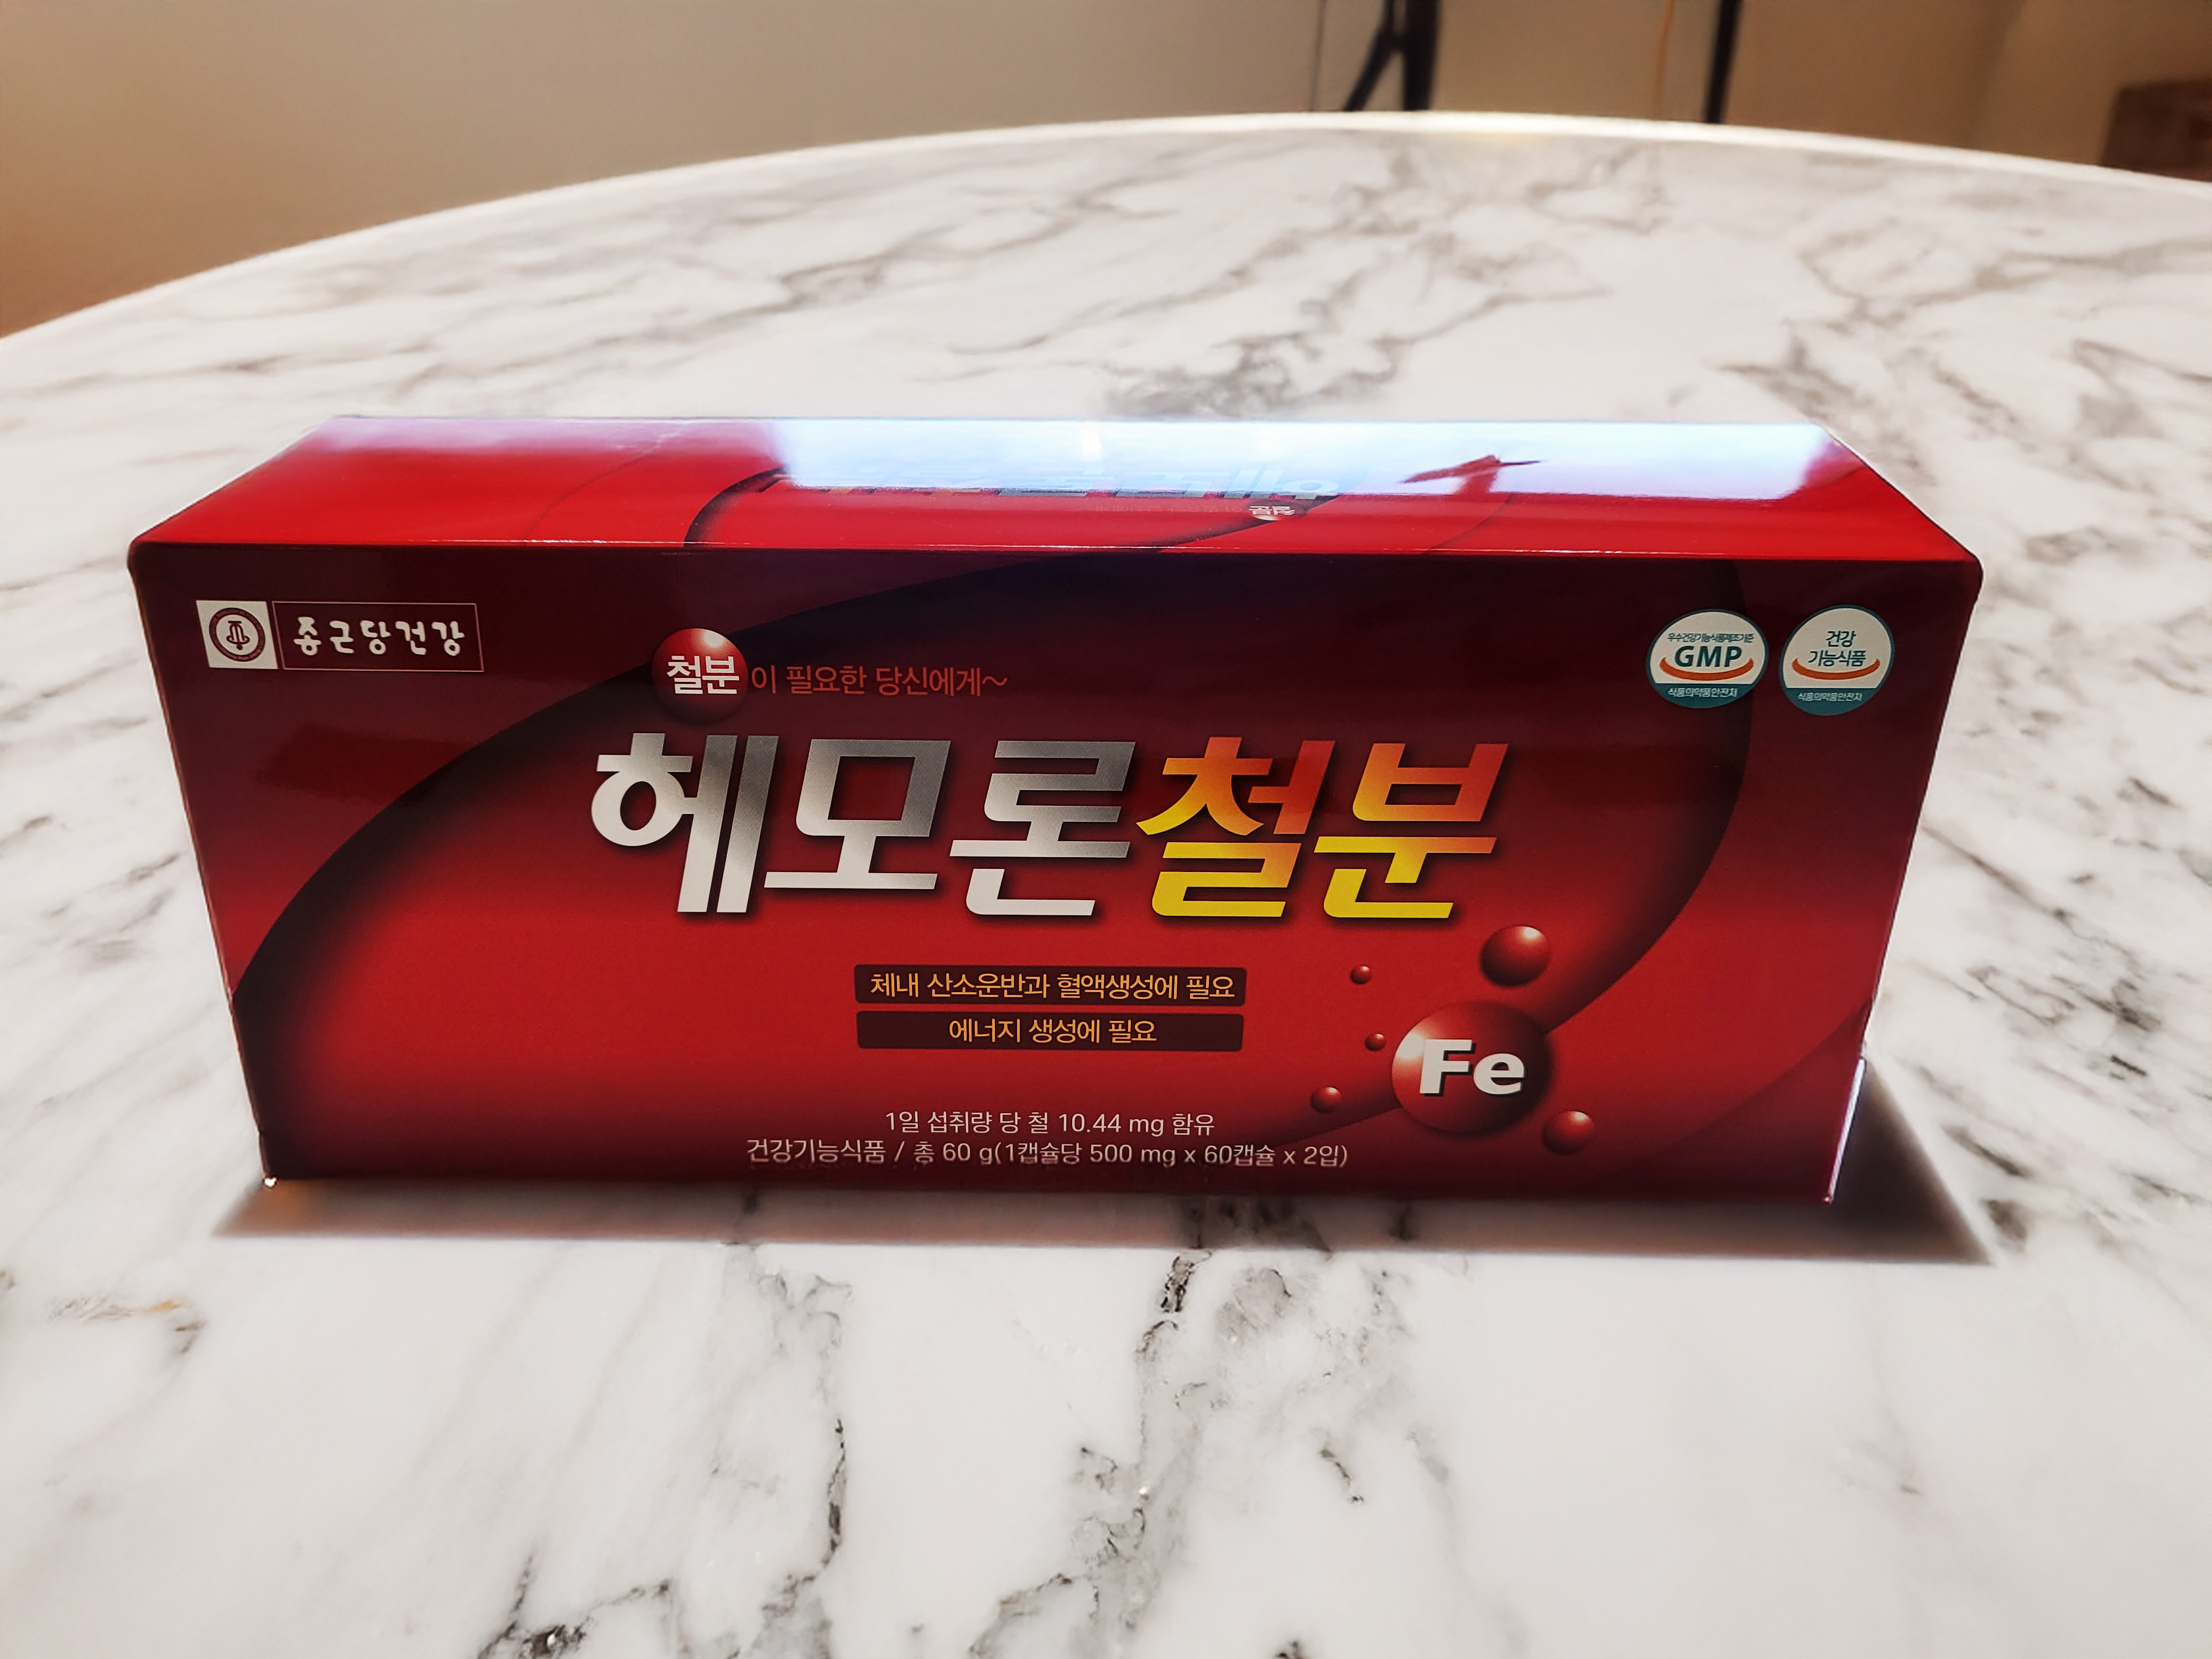 종근당건강
철분이 필요한 당신에게~
우수건강기능식품제조기준
GMP
식품의약품안전처
건강
기능식품
식품의약품안전처
헤모론철분
체내 산소운반과 혈액생성에 필요
에너지 생성에 필요
Fe
1일 섭취량 당 철 10.44 mg 함유
건강기능식품 / 총 60 g(1캡슐당 500 mg x 60캡슐 x 2입)